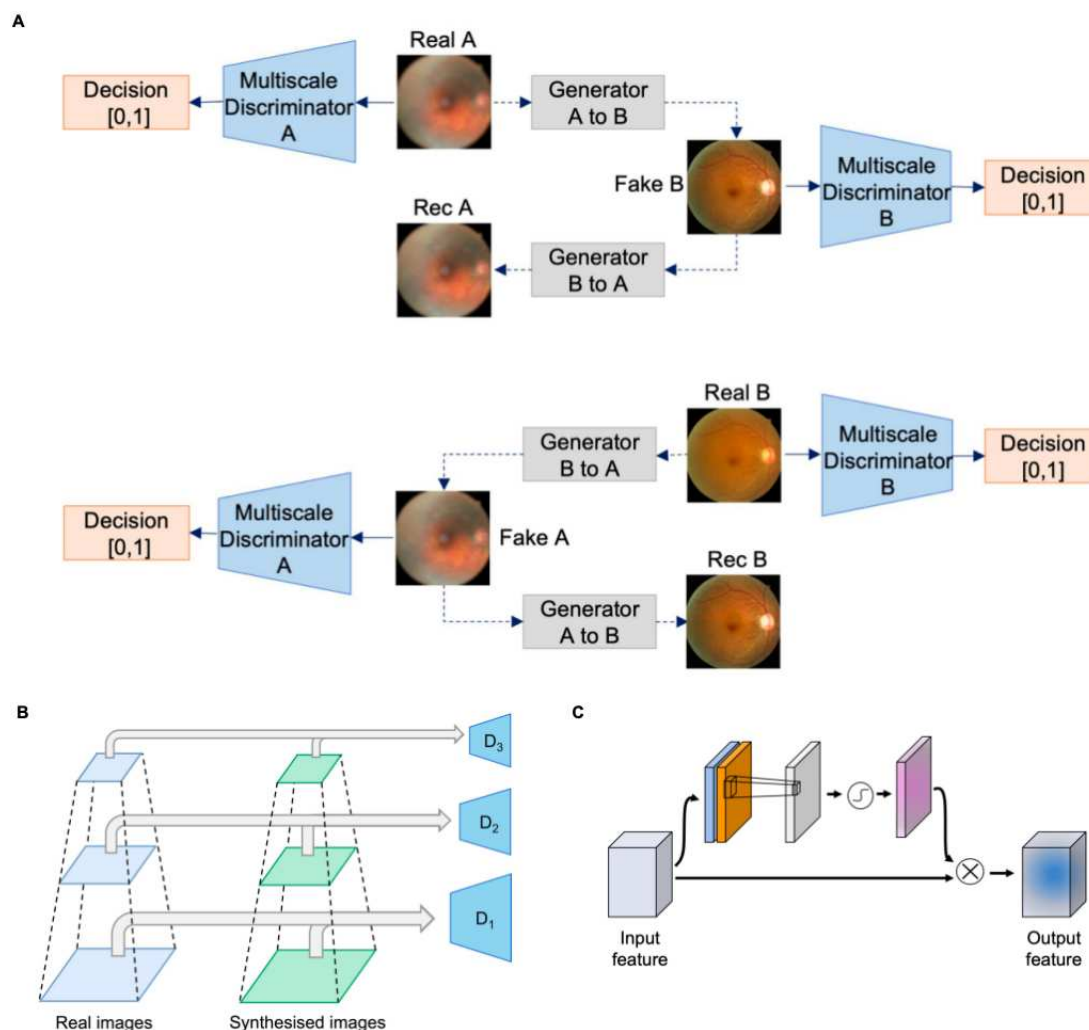 A
Real A
Decision
[0,1]
Multiscale
Discriminator
A
Generator
A to B
Fake B
Multiscale
Discriminator
B
Decision
[0,1]
Rec A
Generator
B to A
Real B
Generator
B to A
Multiscale
Discriminator
B
Decision
[0,1]
Decision
[0,1]
Multiscale
Discriminator
A
Fake A
Rec B
Generator
A to B
B
D3
D2
D1
Real images
Synthesised images
C
Input
feature
Output
feature